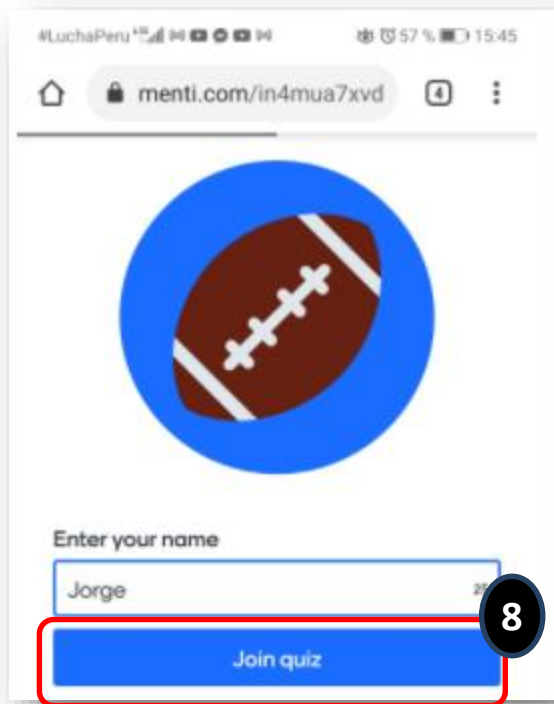 #LuchaPeru 57 % 15:45
menti.com/in4mua7xvd 4
Enter your name
Jorge
8
Join quiz